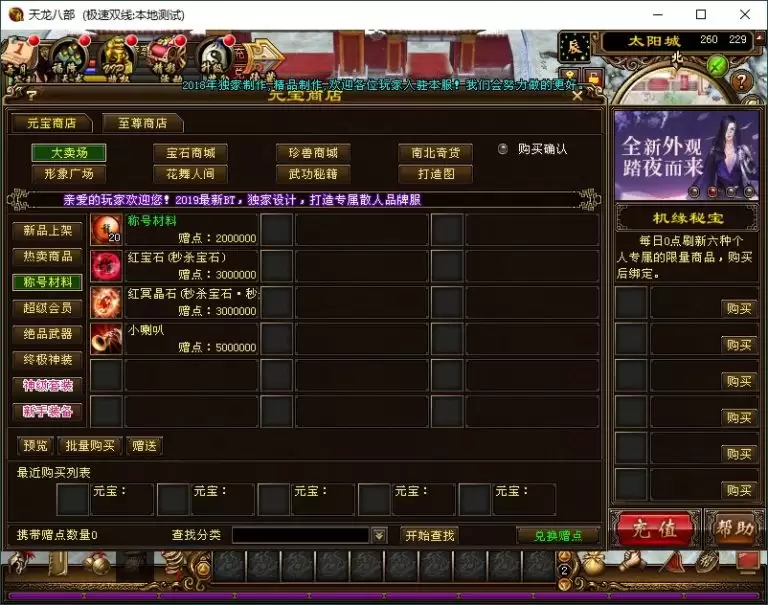 天龙八部 (极速双线:本地测试)
太阳城 260 229
北
辰
2018年独家制作,精品制作,欢迎各位玩家入驻本服！我们会努力做的更好。
元宝商店
元宝商店 至尊商店
大卖场 宝石商城 珍兽商城 南北奇货 购买确认
形象广场 花舞人间 武功秘籍 打造图
亲爱的玩家欢迎您！2019最新BT，独家设计，打造专属散人品牌服
新品上架
热卖商品
称号材料
超级会员
绝品武器
终极神装
神级套装
新手装备
称号材料
20
赠点：2000000
红宝石(秒杀宝石)
赠点：3000000
红冥晶石(秒杀宝石·秒
赠点：3000000
小喇叭
赠点：5000000
预览 批量购买 赠送
最近购买列表
元宝： 元宝： 元宝： 元宝： 元宝：
携带赠点数量0 查找分类 开始查找 兑换赠点
全新外观
踏夜而来
机缘秘宝
每日0点刷新六种个
人专属的限量商品，购买
后绑定。
购买
购买
购买
购买
购买
购买
充值 帮助
2